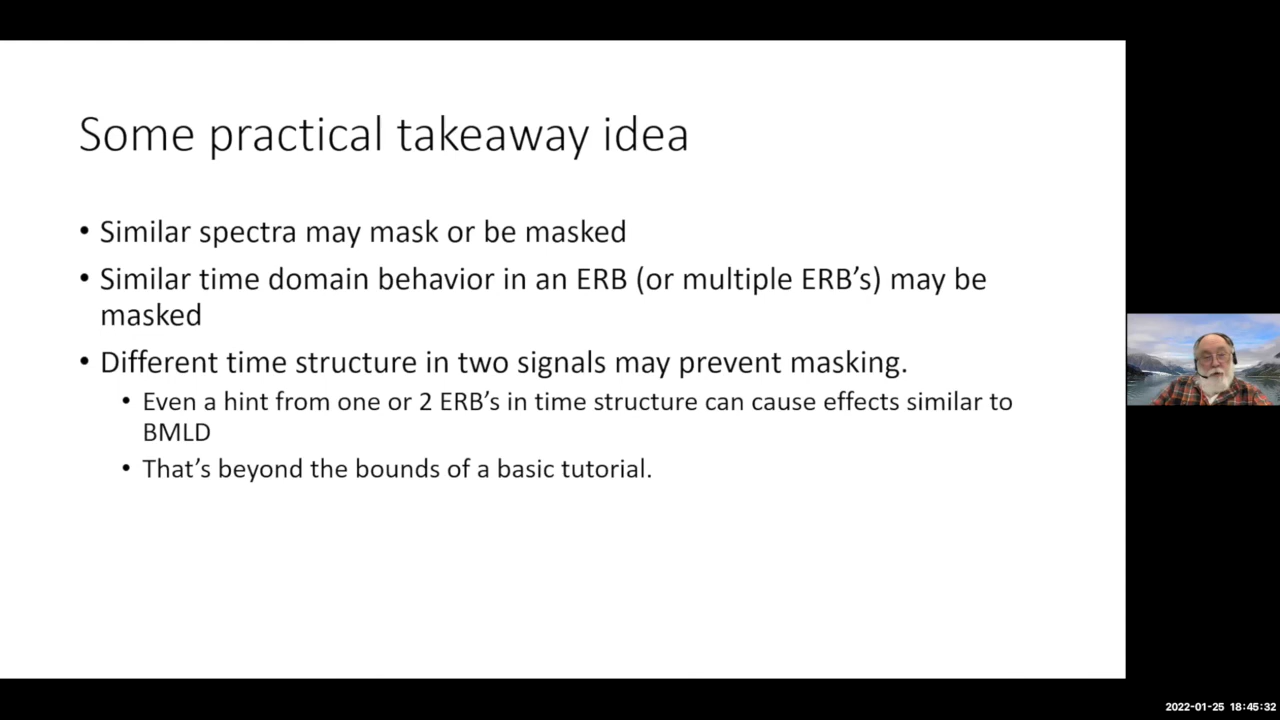 Some practical takeaway idea
• Similar spectra may mask or be masked
• Similar time domain behavior in an ERB (or multiple ERB’s) may be
masked
• Different time structure in two signals may prevent masking.
• Even a hint from one or 2 ERB’s in time structure can cause effects similar to
BMLD
• That’s beyond the bounds of a basic tutorial.
2022-01-25 18:45:32